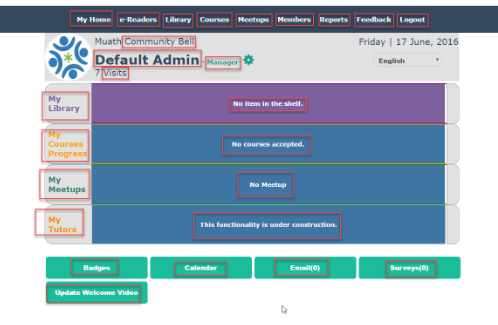 My Home e-Readers Library Courses Meetups Members Reports Feedback Logout
Muath Community Bell
Friday | 17 June, 2016
Default Admin Manager
English
7 Visits
My
Library
No item in the shelf.
My
Courses
Progress
No courses accepted.
My
Meetups
No Meetup
My
Tutors
This functionality is under construction.
Badges Calendar Email(0) Surveys(0)
Update Welcome Video